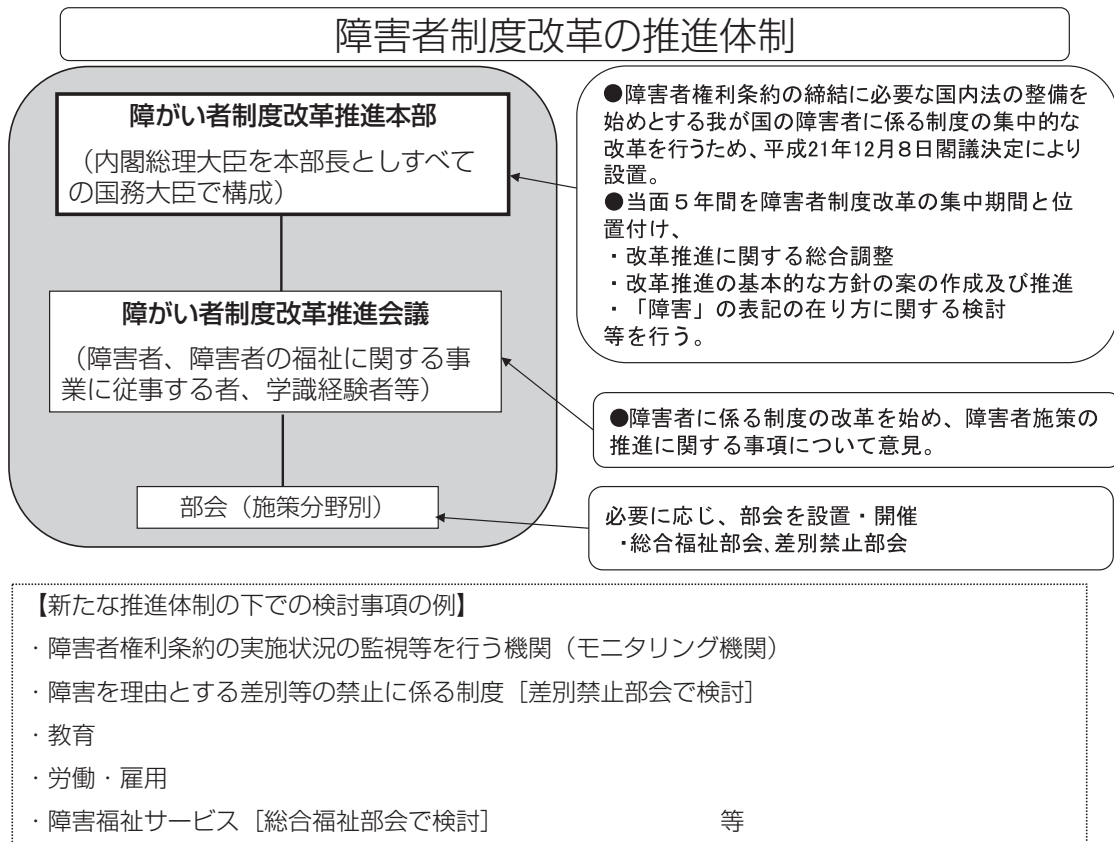 障害者制度改革の推進体制
障がい者制度改革推進本部
（内閣総理大臣を本部長としすべて
の国務大臣で構成）
●障害者権利条約の締結に必要な国内法の整備を
始めとする我が国の障害者に係る制度の集中的な
改革を行うため、平成21年12月８日閣議決定により
設置。
●当面５年間を障害者制度改革の集中期間と位
置付け、
・改革推進に関する総合調整
・改革推進の基本的な方針の案の作成及び推進
・「障害」の表記の在り方に関する検討
等を行う。
障がい者制度改革推進会議
（障害者、障害者の福祉に関する事
業に従事する者、学識経験者等）
●障害者に係る制度の改革を始め、障害者施策の
推進に関する事項について意見。
部会（施策分野別）
必要に応じ、部会を設置・開催
・総合福祉部会、差別禁止部会
【新たな推進体制の下での検討事項の例】
・障害者権利条約の実施状況の監視等を行う機関（モニタリング機関）
・障害を理由とする差別等の禁止に係る制度［差別禁止部会で検討］
・教育
・労働・雇用
・障害福祉サービス［総合福祉部会で検討］　等